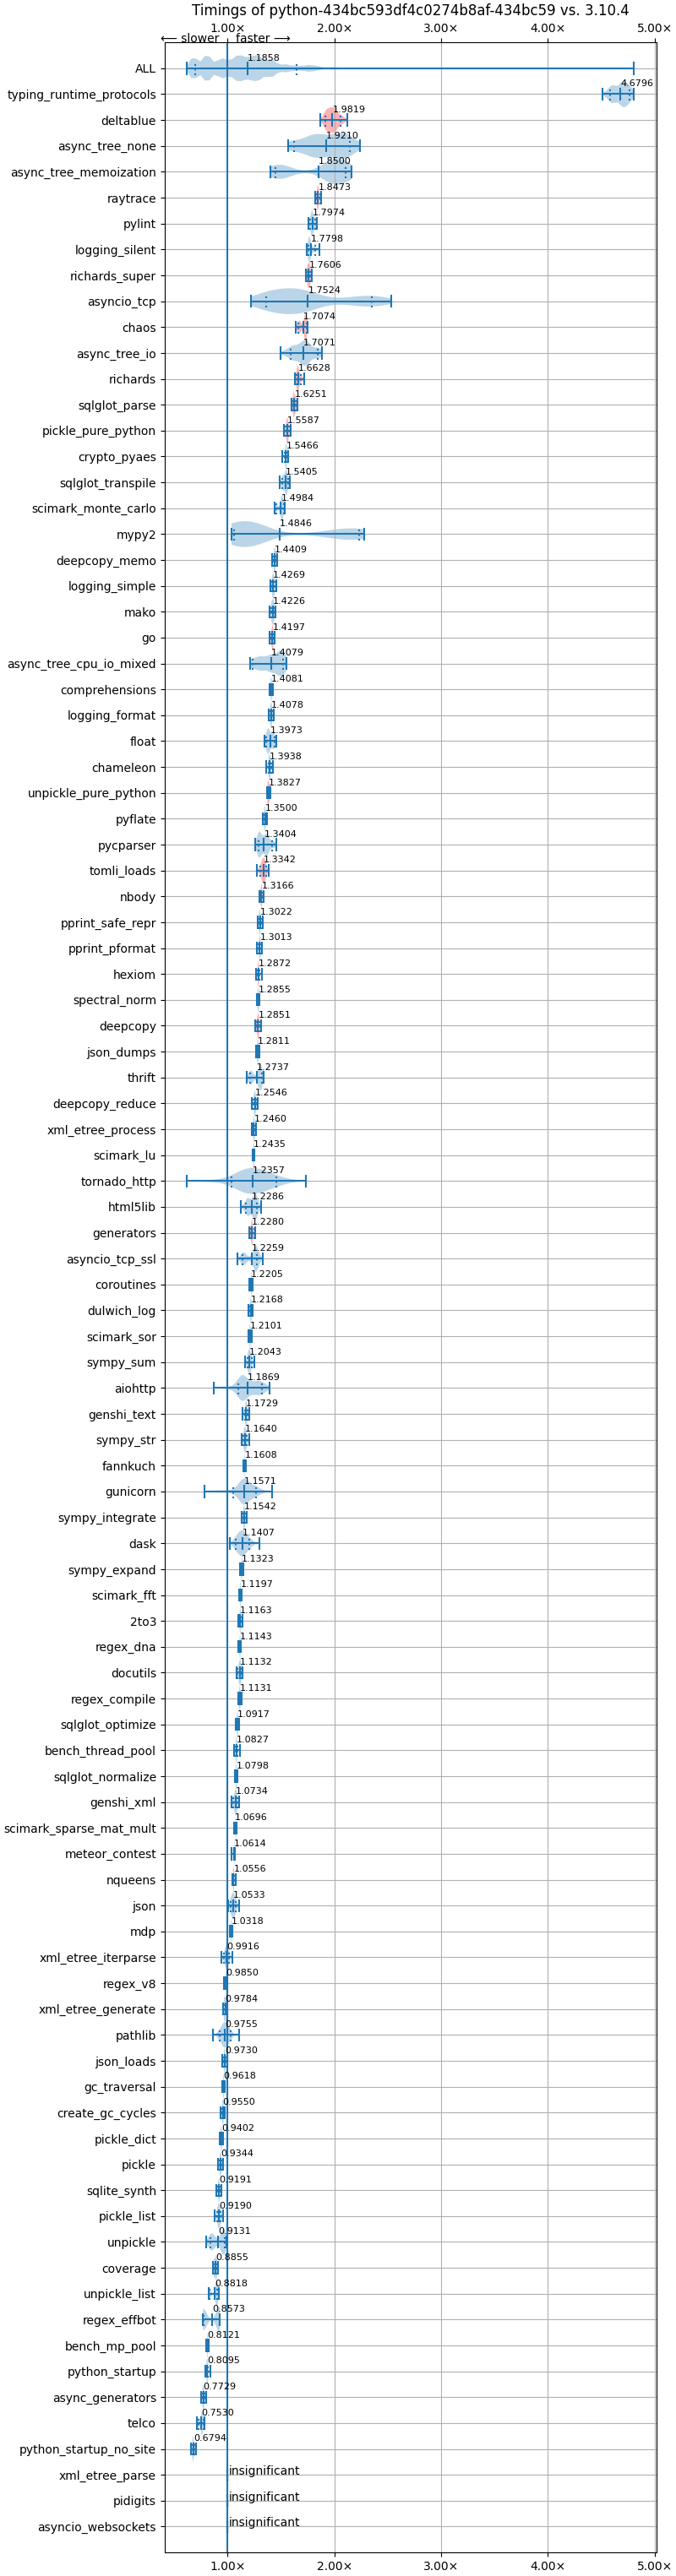 Timings of python-434bc593df4c0274b8af-434bc59 vs. 3.10.4
1.00× 2.00× 3.00× 4.00× 5.00×
⟵ slower faster ⟶
ALL 1.1858
typing_runtime_protocols 4.6796
deltablue 1.9819
async_tree_none 1.9210
async_tree_memoization 1.8500
raytrace 1.8473
pylint 1.7974
logging_silent 1.7798
richards_super 1.7606
asyncio_tcp 1.7524
chaos 1.7074
async_tree_io 1.7071
richards 1.6628
sqlglot_parse 1.6251
pickle_pure_python 1.5587
crypto_pyaes 1.5466
sqlglot_transpile 1.5405
scimark_monte_carlo 1.4984
mypy2 1.4846
deepcopy_memo 1.4409
logging_simple 1.4269
mako 1.4226
go 1.4197
async_tree_cpu_io_mixed 1.4079
comprehensions 1.4081
logging_format 1.4078
float 1.3973
chameleon 1.3938
unpickle_pure_python 1.3827
pyflate 1.3500
pycparser 1.3404
tomli_loads 1.3342
nbody 1.3166
pprint_safe_repr 1.3022
pprint_pformat 1.3013
hexiom 1.2872
spectral_norm 1.2855
deepcopy 1.2851
json_dumps 1.2811
thrift 1.2737
deepcopy_reduce 1.2546
xml_etree_process 1.2460
scimark_lu 1.2435
tornado_http 1.2357
html5lib 1.2286
generators 1.2280
asyncio_tcp_ssl 1.2259
coroutines 1.2205
dulwich_log 1.2168
scimark_sor 1.2101
sympy_sum 1.2043
aiohttp 1.1869
genshi_text 1.1729
sympy_str 1.1640
fannkuch 1.1608
gunicorn 1.1571
sympy_integrate 1.1542
dask 1.1407
sympy_expand 1.1323
scimark_fft 1.1197
2to3 1.1163
regex_dna 1.1143
docutils 1.1132
regex_compile 1.1131
sqlglot_optimize 1.0917
bench_thread_pool 1.0827
sqlglot_normalize 1.0798
genshi_xml 1.0734
scimark_sparse_mat_mult 1.0696
meteor_contest 1.0614
nqueens 1.0556
json 1.0533
mdp 1.0318
xml_etree_iterparse 0.9916
regex_v8 0.9850
xml_etree_generate 0.9784
pathlib 0.9755
json_loads 0.9730
gc_traversal 0.9618
create_gc_cycles 0.9550
pickle_dict 0.9402
pickle 0.9344
sqlite_synth 0.9191
pickle_list 0.9190
unpickle 0.9131
coverage 0.8855
unpickle_list 0.8818
regex_effbot 0.8573
bench_mp_pool 0.8121
python_startup 0.8095
async_generators 0.7729
telco 0.7530
python_startup_no_site 0.6794
xml_etree_parse insignificant
pidigits insignificant
asyncio_websockets insignificant
1.00× 2.00× 3.00× 4.00× 5.00×